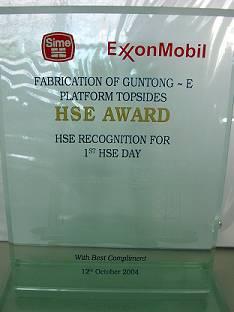 Sime
ExxonMobil
FABRICATION OF GUNTONG ~ E
PLATFORM TOPSIDES
HSE AWARD
HSE RECOGNITION FOR
1ST HSE DAY
With Best Compliment
12th October 2004